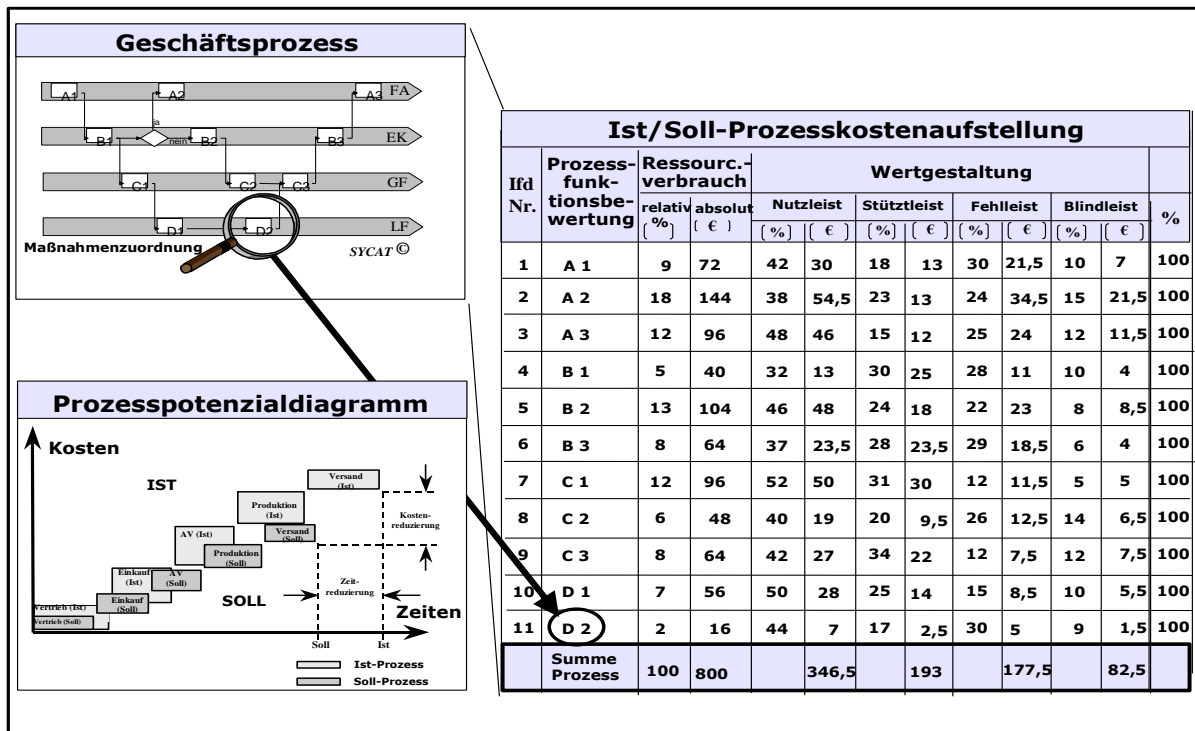 Geschäftsprozess
A1
A2
A3
FA
ja
B1
nein
B2
B3
EK
C1
C2
C3
GF
D1
D2
LF
Maßnahmenzuordnung
SYCAT ©
Prozesspotenzialdiagramm
Kosten
IST
Versand
(Ist)
Produktion
(Ist)
Kosten-
reduzierung
AV (Ist)
Versand
(Soll)
Produktion
(Soll)
Einkauf
(Ist)
AV
(Soll)
Zeit-
reduzierung
Einkauf
(Soll)
SOLL
Vertrieb (Ist)
Vertrieb (Soll)
Zeiten
Soll
Ist
Ist-Prozess
Soll-Prozess
Ist/Soll-Prozesskostenaufstellung
lfd
Nr.
Prozess-
funk-
tionsbe-
wertung
Ressourc.-
verbrauch
relativ
%
absolut
( € )
Wertgestaltung
Nutzleist Stütztleist Fehlleist Blindleist %
(%) ( € ) (%) ( € ) (%) ( € ) (%) ( € )
1 A 1 9 72 42 30 18 13 30 21,5 10 7 100
2 A 2 18 144 38 54,5 23 13 24 34,5 15 21,5 100
3 A 3 12 96 48 46 15 12 25 24 12 11,5 100
4 B 1 5 40 32 13 30 25 28 11 10 4 100
5 B 2 13 104 46 48 24 18 22 23 8 8,5 100
6 B 3 8 64 37 23,5 28 23,5 29 18,5 6 4 100
7 C 1 12 96 52 50 31 30 12 11,5 5 5 100
8 C 2 6 48 40 19 20 9,5 26 12,5 14 6,5 100
9 C 3 8 64 42 27 34 22 12 7,5 12 7,5 100
10 D 1 7 56 50 28 25 14 15 8,5 10 5,5 100
11 D 2 2 16 44 7 17 2,5 30 5 9 1,5 100
Summe
Prozess 100 800 346,5 193 177,5 82,5